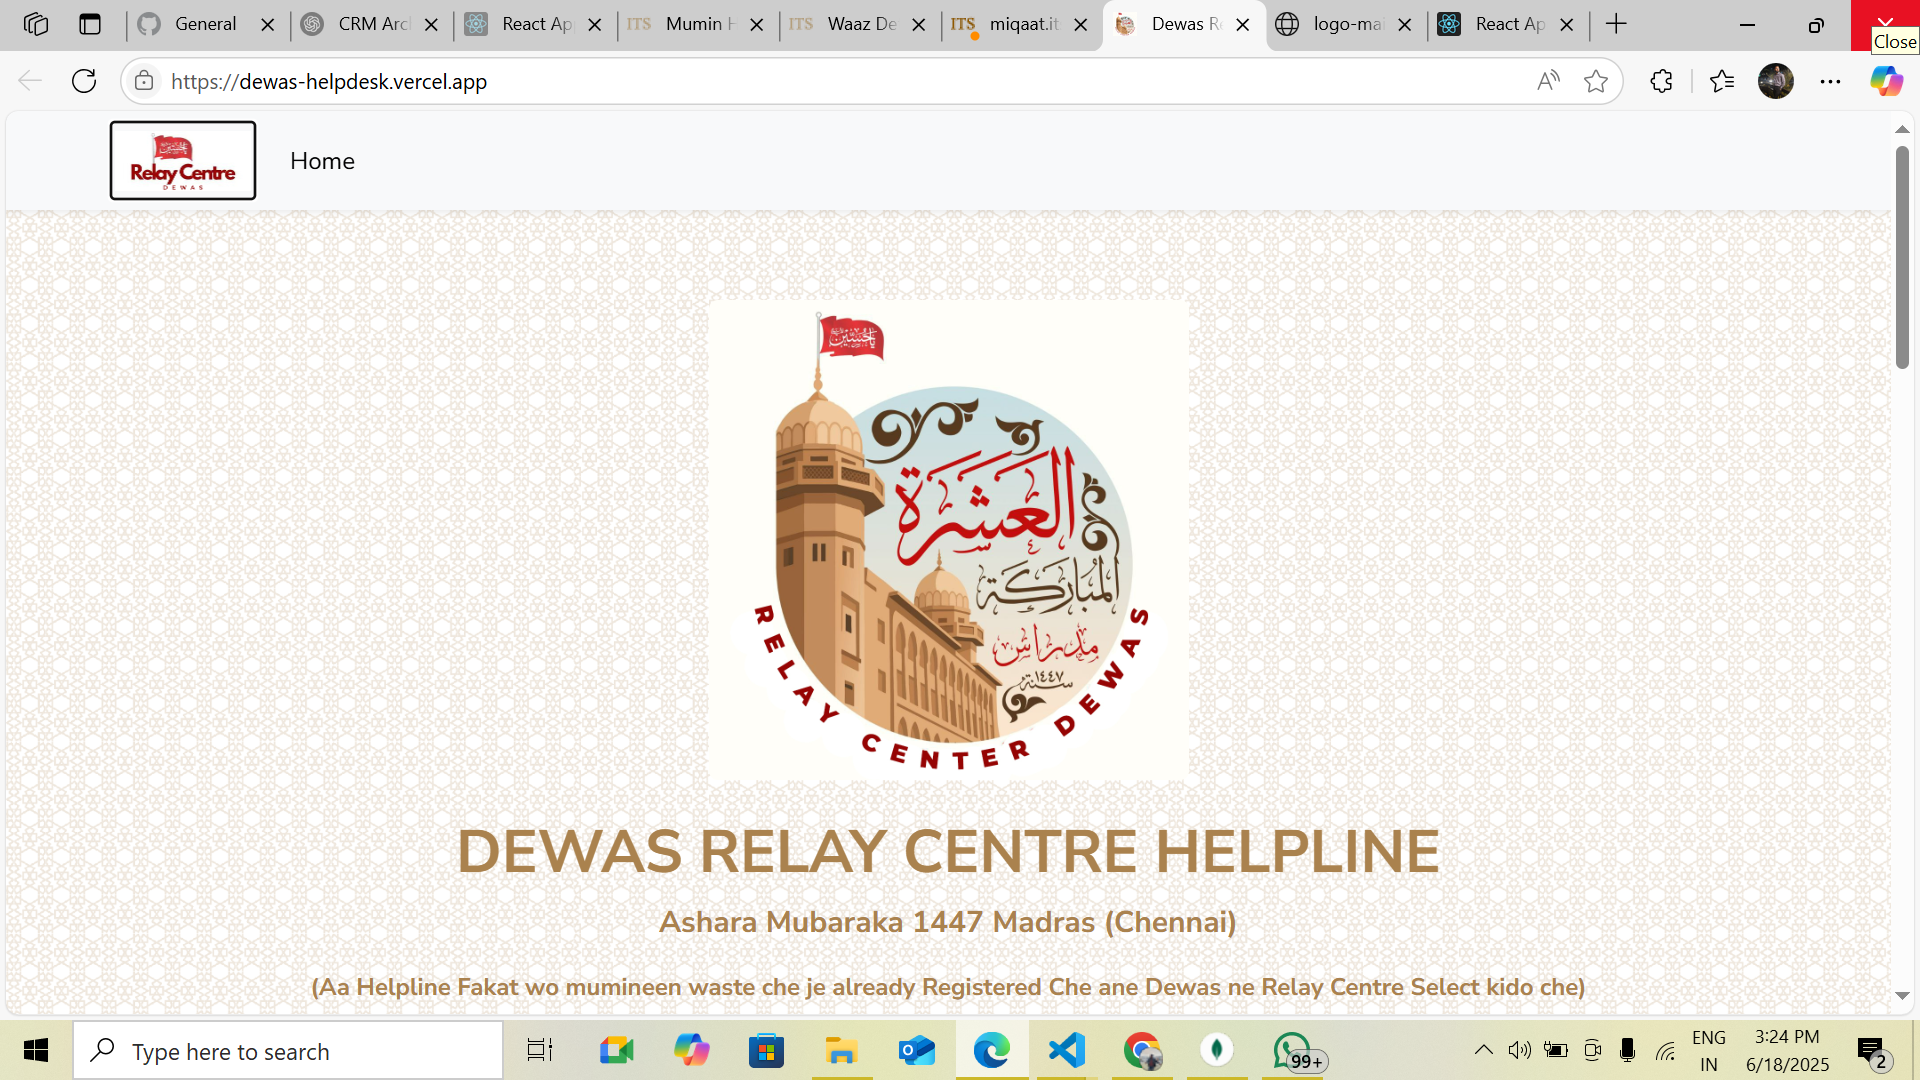 General
CRM Arc
React Ap
ITS Mumin H
ITS Waaz De
ITS miqaat.it
Dewas Re
logo-mai
React Ap
Close
https://dewas-helpdesk.vercel.app
Relay Centre
DEWAS
Home
ياحسين
العشرة
المباركة
مدراس
سنة ١٤٤٧
RELAY CENTER DEWAS
DEWAS RELAY CENTRE HELPLINE
Ashara Mubaraka 1447 Madras (Chennai)
(Aa Helpline Fakat wo mumineen waste che je already Registered Che ane Dewas ne Relay Centre Select kido che)
Type here to search
99+
ENG
IN
3:24 PM
6/18/2025
2